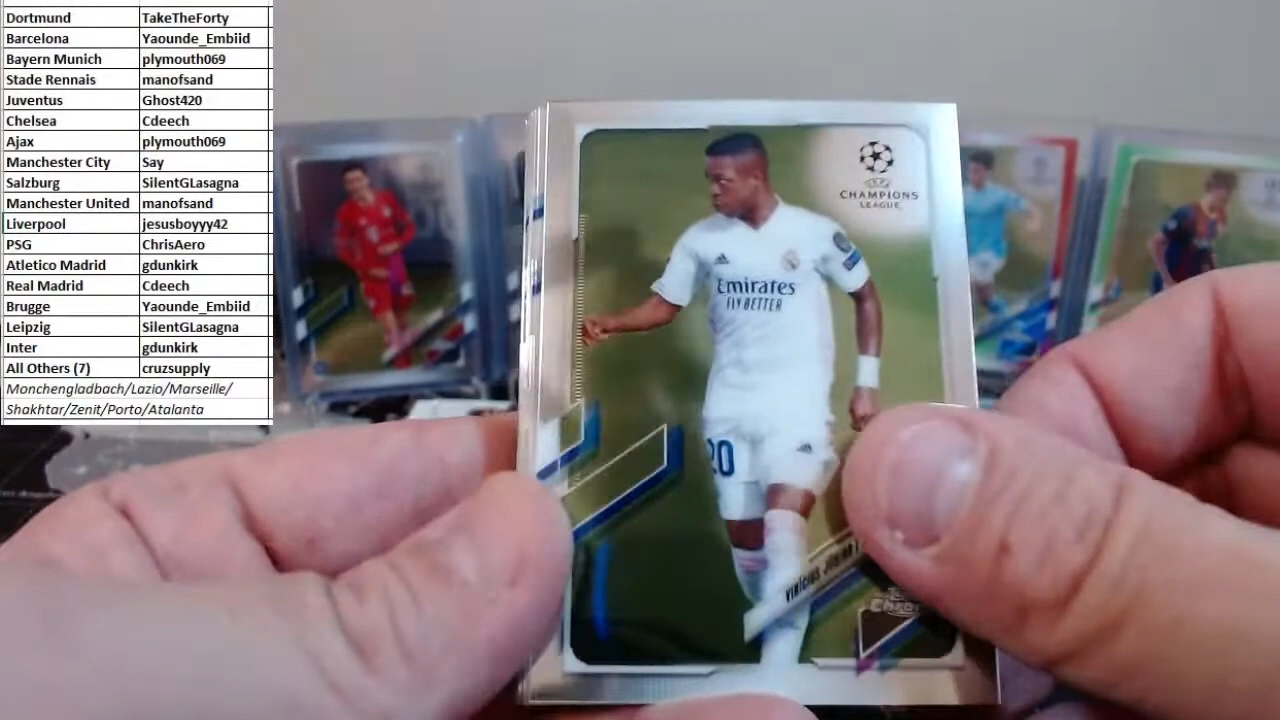 Dortmund TakeTheForty
Barcelona Yaounde_Embiid
Bayern Munich plymouth069
Stade Rennais manofsand
Juventus Ghost420
Chelsea Cdeech
Ajax plymouth069
Manchester City Say
Salzburg SilentGLasagna
Manchester United manofsand
Liverpool jesusboyyy42
PSG ChrisAero
Atletico Madrid gdunkirk
Real Madrid Cdeech
Brugge Yaounde_Embiid
Leipzig SilentGLasagna
Inter gdunkirk
All Others (7) cruzsupply
Monchengladbach/Lazio/Marseille/
Shakhtar/Zenit/Porto/Atalanta
UEFA
CHAMPIONS
LEAGUE
Emirates
FLY BETTER
20
VINÍCIUS JÚNIOR